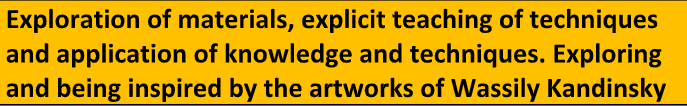 Exploration of materials, explicit teaching of techniques
and application of knowledge and techniques. Exploring
and being inspired by the artworks of Wassily Kandinsky